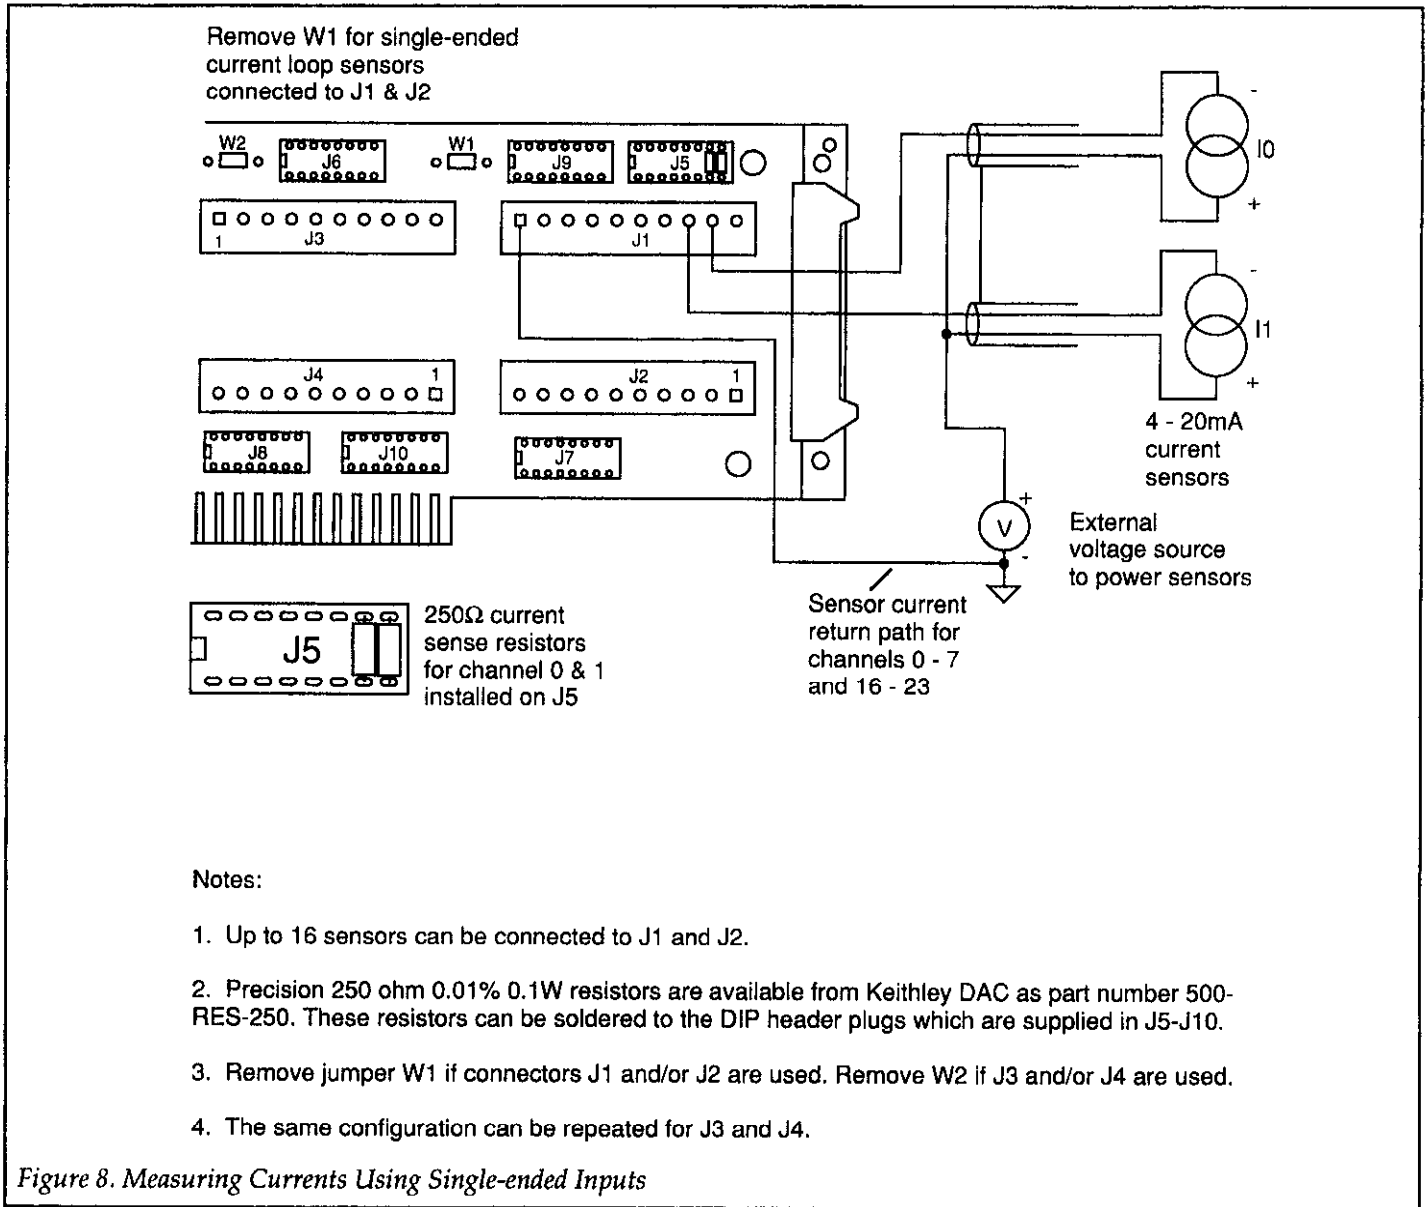 Remove W1 for single-ended
current loop sensors
connected to J1 & J2
W2
J6
W1
J9
J5
1
J3
J1
J4
1
J2
1
J8
J10
J7
-
I0
+
-
I1
+
4 - 20mA
current
sensors
+
V
-
External
voltage source
to power sensors
Sensor current
return path for
channels 0 - 7
and 16 - 23
J5
250Ω current
sense resistors
for channel 0 & 1
installed on J5
Notes:
1. Up to 16 sensors can be connected to J1 and J2.
2. Precision 250 ohm 0.01% 0.1W resistors are available from Keithley DAC as part number 500-
RES-250. These resistors can be soldered to the DIP header plugs which are supplied in J5-J10.
3. Remove jumper W1 if connectors J1 and/or J2 are used. Remove W2 if J3 and/or J4 are used.
4. The same configuration can be repeated for J3 and J4.
Figure 8. Measuring Currents Using Single-ended Inputs